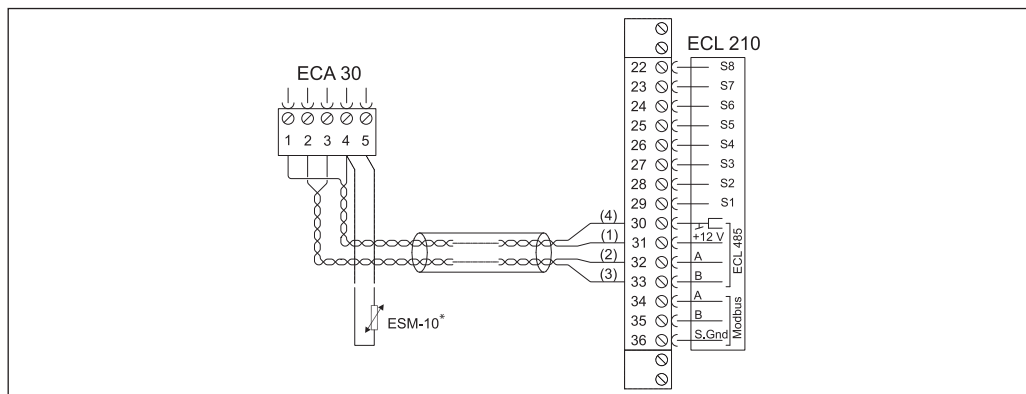 ECA 30
1 2 3 4 5
ESM-10*
ECL 210
22 S8
23 S7
24 S6
25 S5
26 S4
27 S3
28 S2
29 S1
(4) 30
(1) 31 +12 V
(2) 32 A
(3) 33 B
ECL 485
34 A
35 B
36 S.Gnd
Modbus